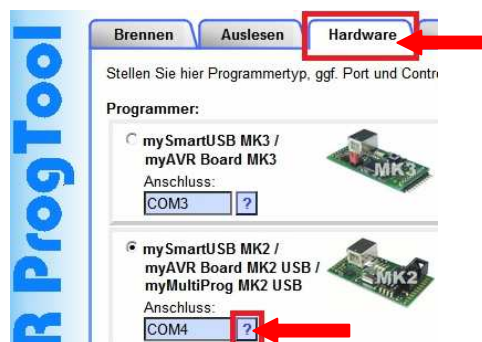 R ProgTool
Brennen Auslesen Hardware
Stellen Sie hier Programmertyp, ggf. Port und Contr
Programmer:
mySmartUSB MK3 /
myAVR Board MK3
MK3
Anschluss:
COM3 ?
mySmartUSB MK2 /
myAVR Board MK2 USB /
myMultiProg MK2 USB
MK2
Anschluss:
COM4 ?